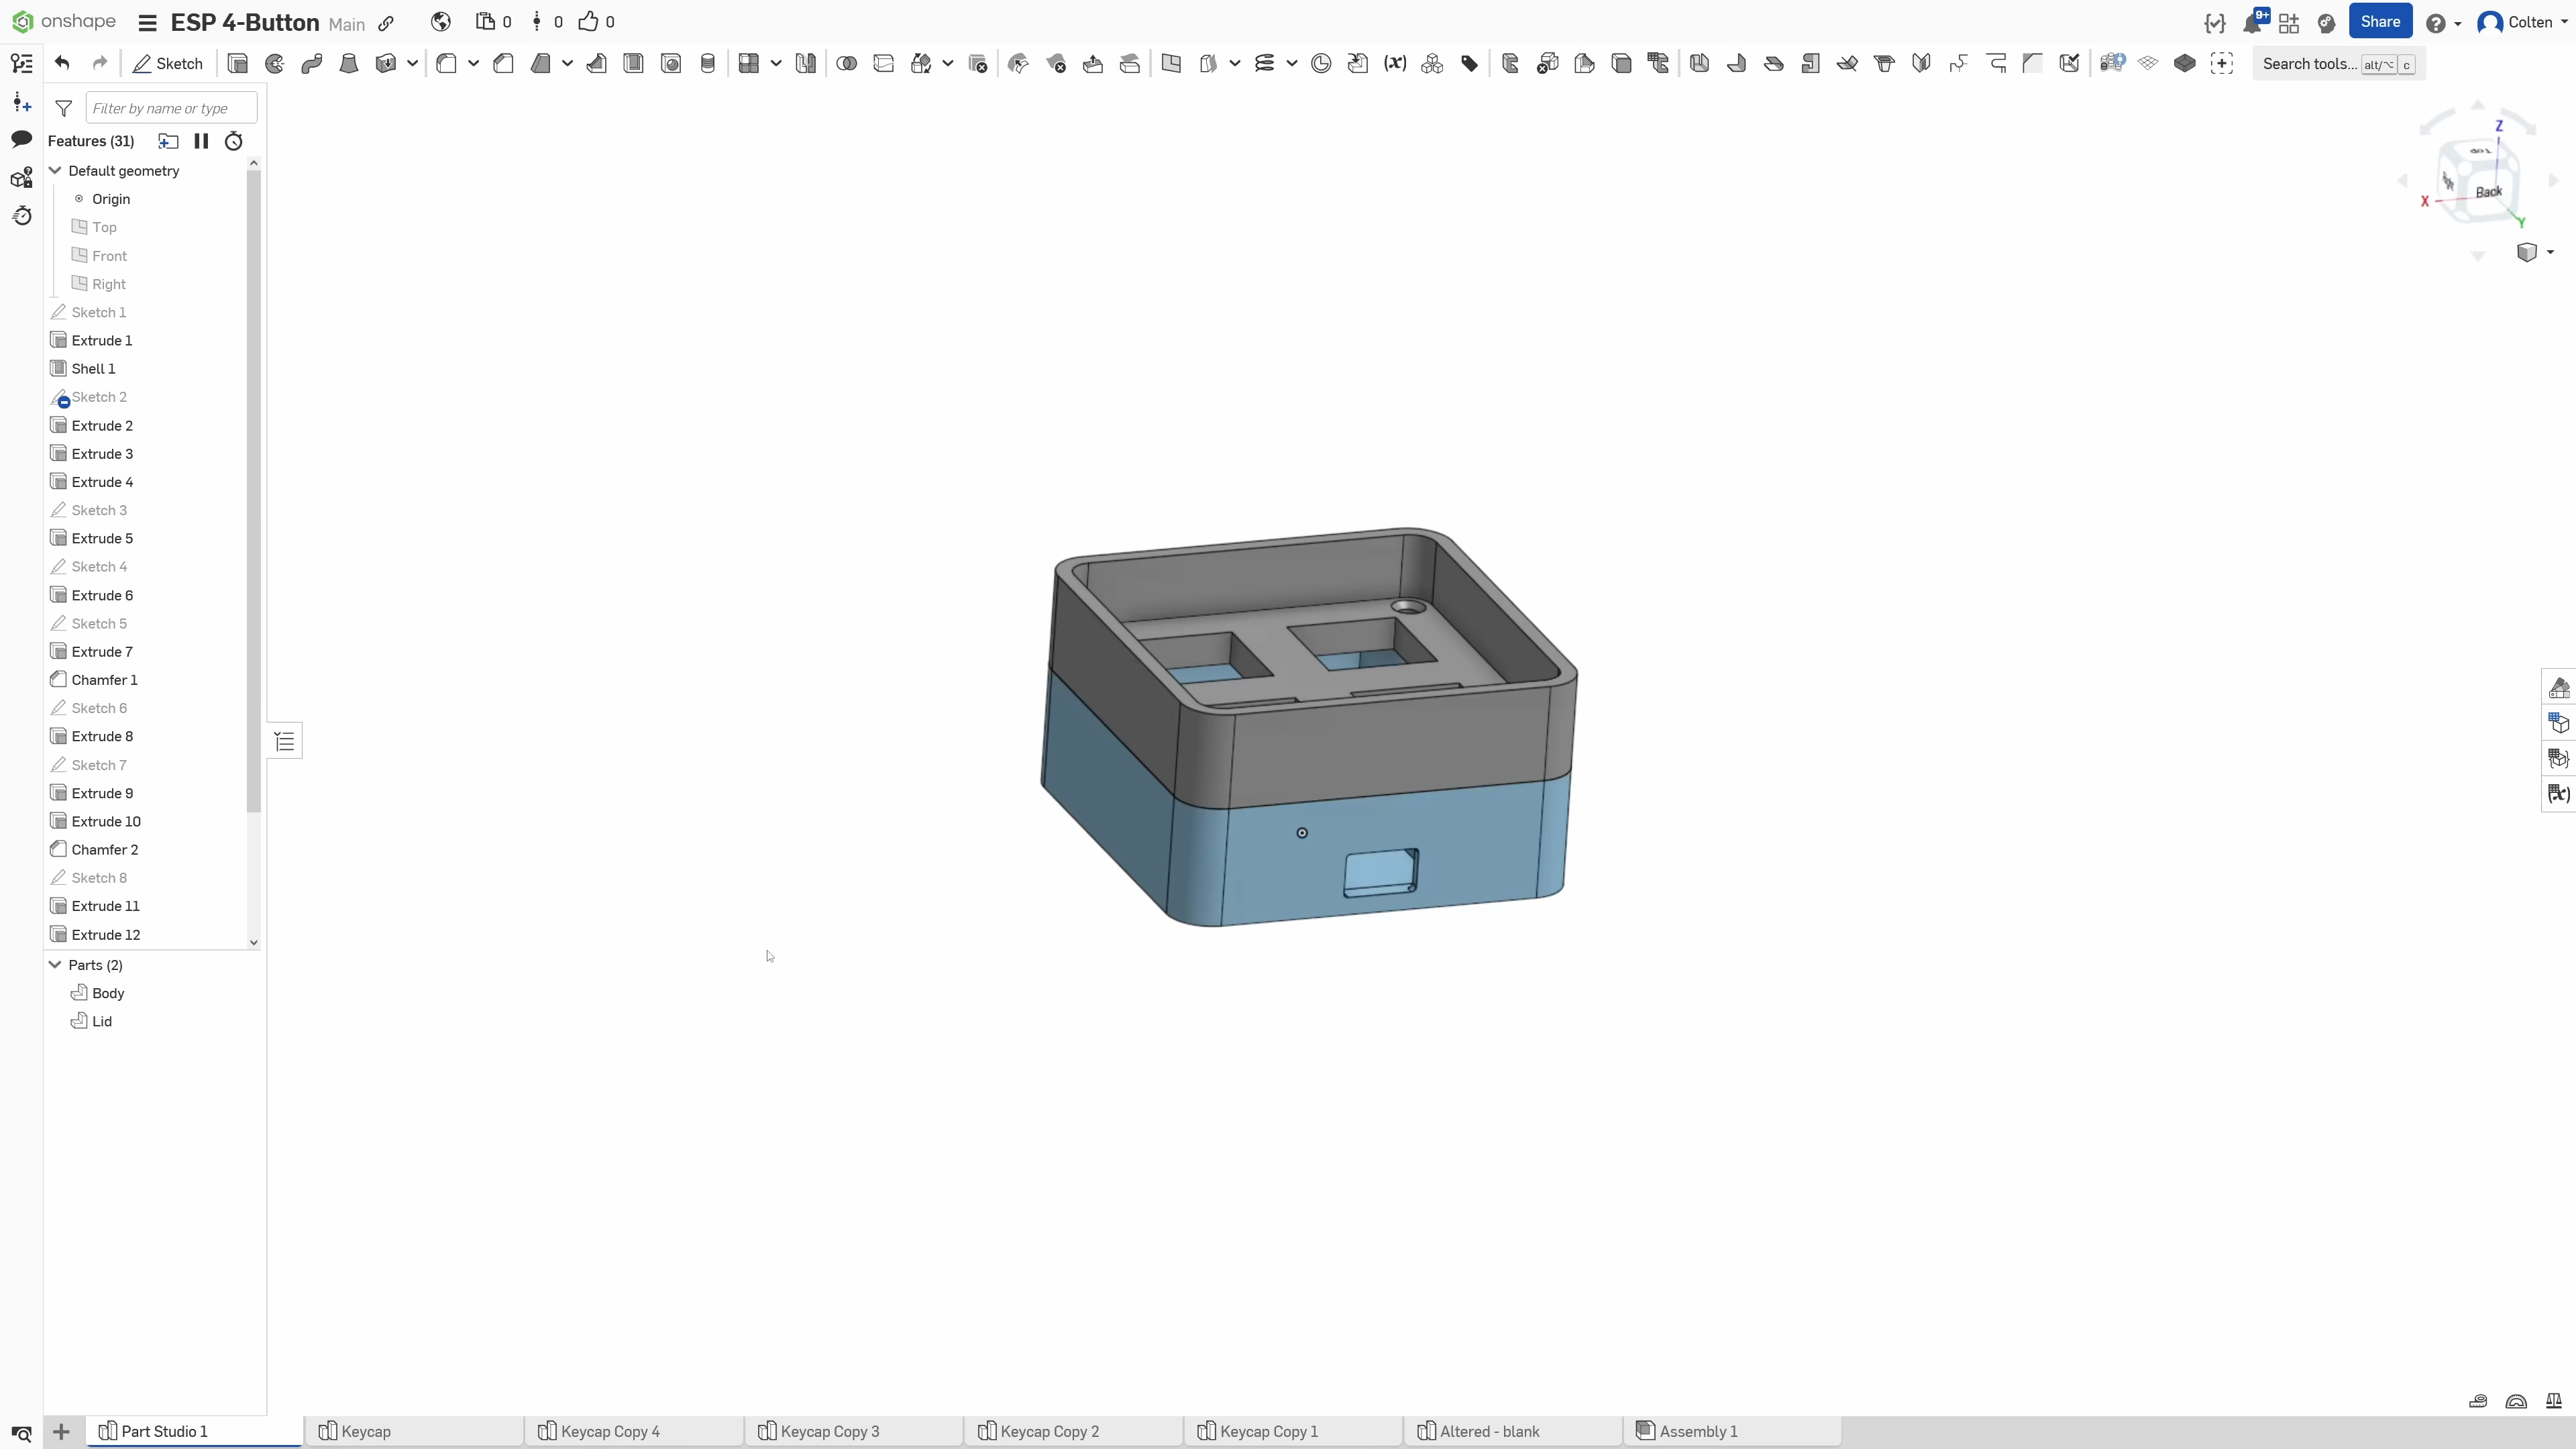 onshape ESP 4-Button Main 0 0 0 9+ Share Colten
Sketch (x) Search tools... alt/⌥ c
Filter by name or type
Features (31)
Default geometry
Origin
Top
Front
Right
Sketch 1
Extrude 1
Shell 1
Sketch 2
Extrude 2
Extrude 3
Extrude 4
Sketch 3
Extrude 5
Sketch 4
Extrude 6
Sketch 5
Extrude 7
Chamfer 1
Sketch 6
Extrude 8
Sketch 7
Extrude 9
Extrude 10
Chamfer 2
Sketch 8
Extrude 11
Extrude 12
Parts (2)
Body
Lid
Z
Top
Back
X
Y
(x)
Part Studio 1 Keycap Keycap Copy 4 Keycap Copy 3 Keycap Copy 2 Keycap Copy 1 Altered - blank Assembly 1